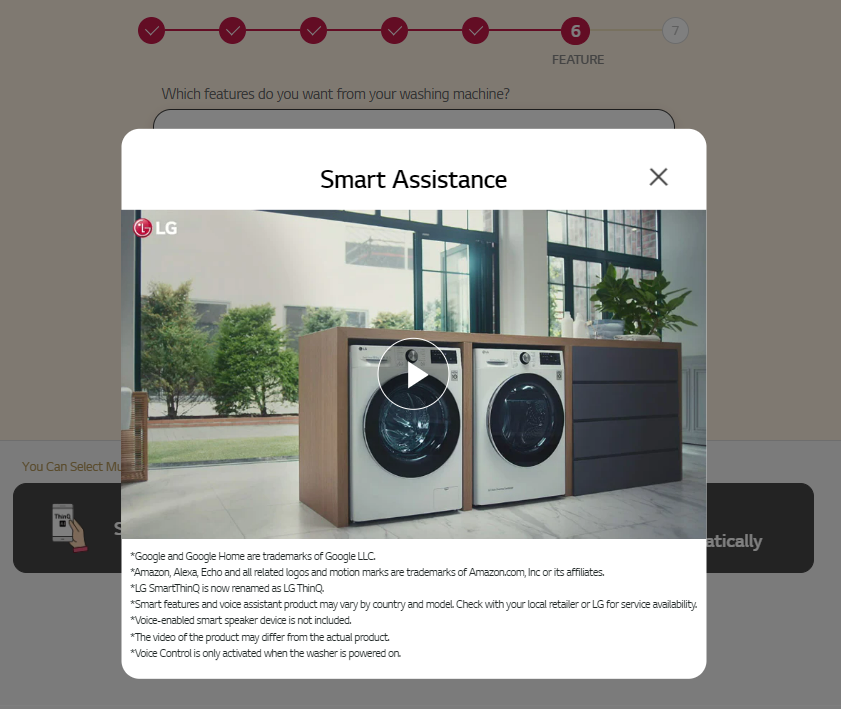 6
7
FEATURE
Which features do you want from your washing machine?
Smart Assistance
LG
You Can Select Mu
ThinQ
S
atically
*Google and Google Home are trademarks of Google LLC.
*Amazon, Alexa, Echo and all related logos and motion marks are trademarks of Amazon.com, Inc or its affiliates.
*LG SmartThinQ is now renamed as LG ThinQ.
*Smart features and voice assistant product may vary by country and model. Check with your local retailer or LG for service availability.
*Voice-enabled smart speaker device is not included.
*The video of the product may differ from the actual product.
*Voice Control is only activated when the washer is powered on.